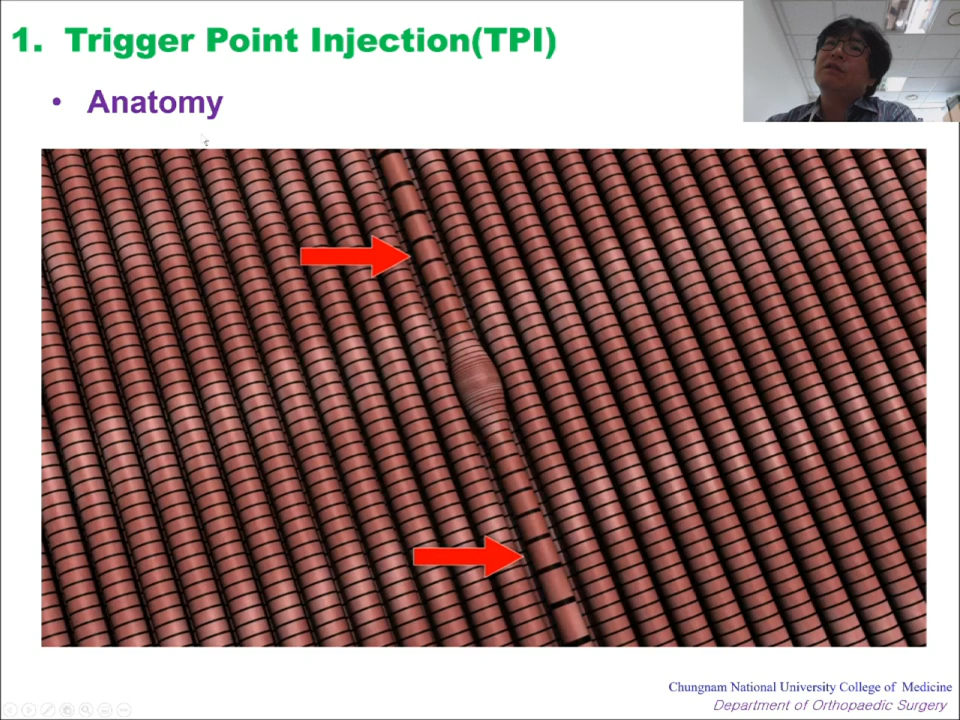 1. Trigger Point Injection(TPI)
• Anatomy
Chungnam National University College of Medicine
Department of Orthopaedic Surgery